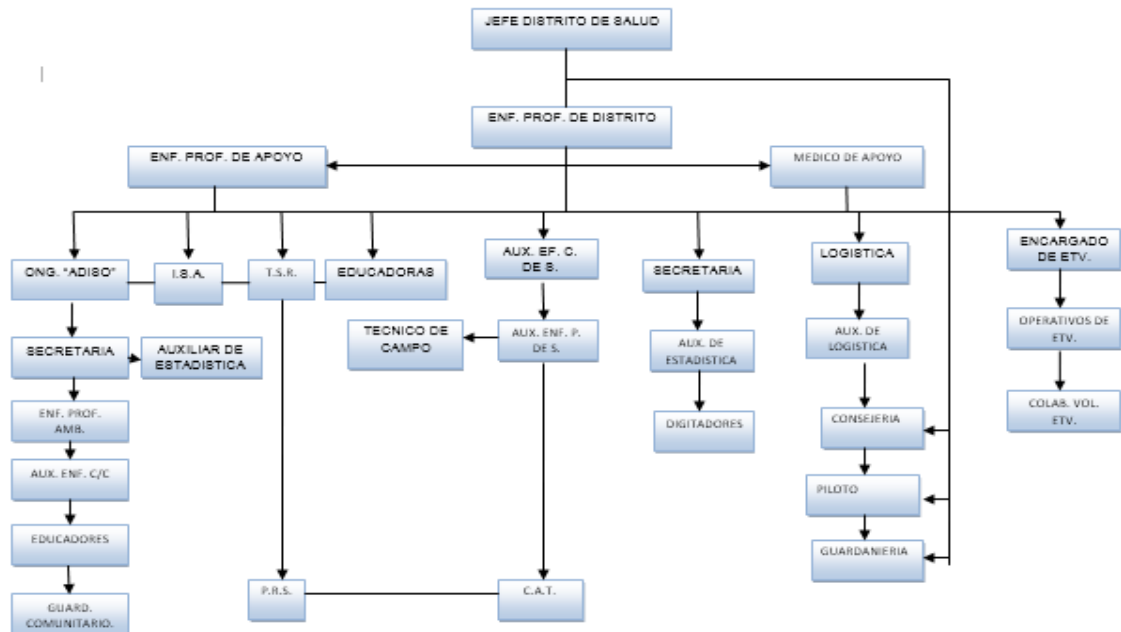 JEFE DISTRITO DE SALUD
ENF. PROF. DE DISTRITO
ENF. PROF. DE APOYO
MEDICO DE APOYO
ONG. "ADISO"
I.S.A.
T.S.R.
EDUCADORAS
AUX. EF. C.
DE S.
SECRETARIA
LOGISTICA
ENCARGADO
DE ETV.
SECRETARIA
AUXILIAR DE
ESTADISTICA
TECNICO DE
CAMPO
AUX. ENF. P.
DE S.
AUX. DE
ESTADISTICA
AUX. DE
LOGISTICA
OPERATIVOS DE
ETV.
ENF. PROF.
AMB.
DIGITADORES
CONSEJERIA
COLAB. VOL.
ETV.
AUX. ENF. C/C
PILOTO
EDUCADORES
GUARDANIERIA
GUARD.
COMUNITARIO.
P.R.S.
C.A.T.